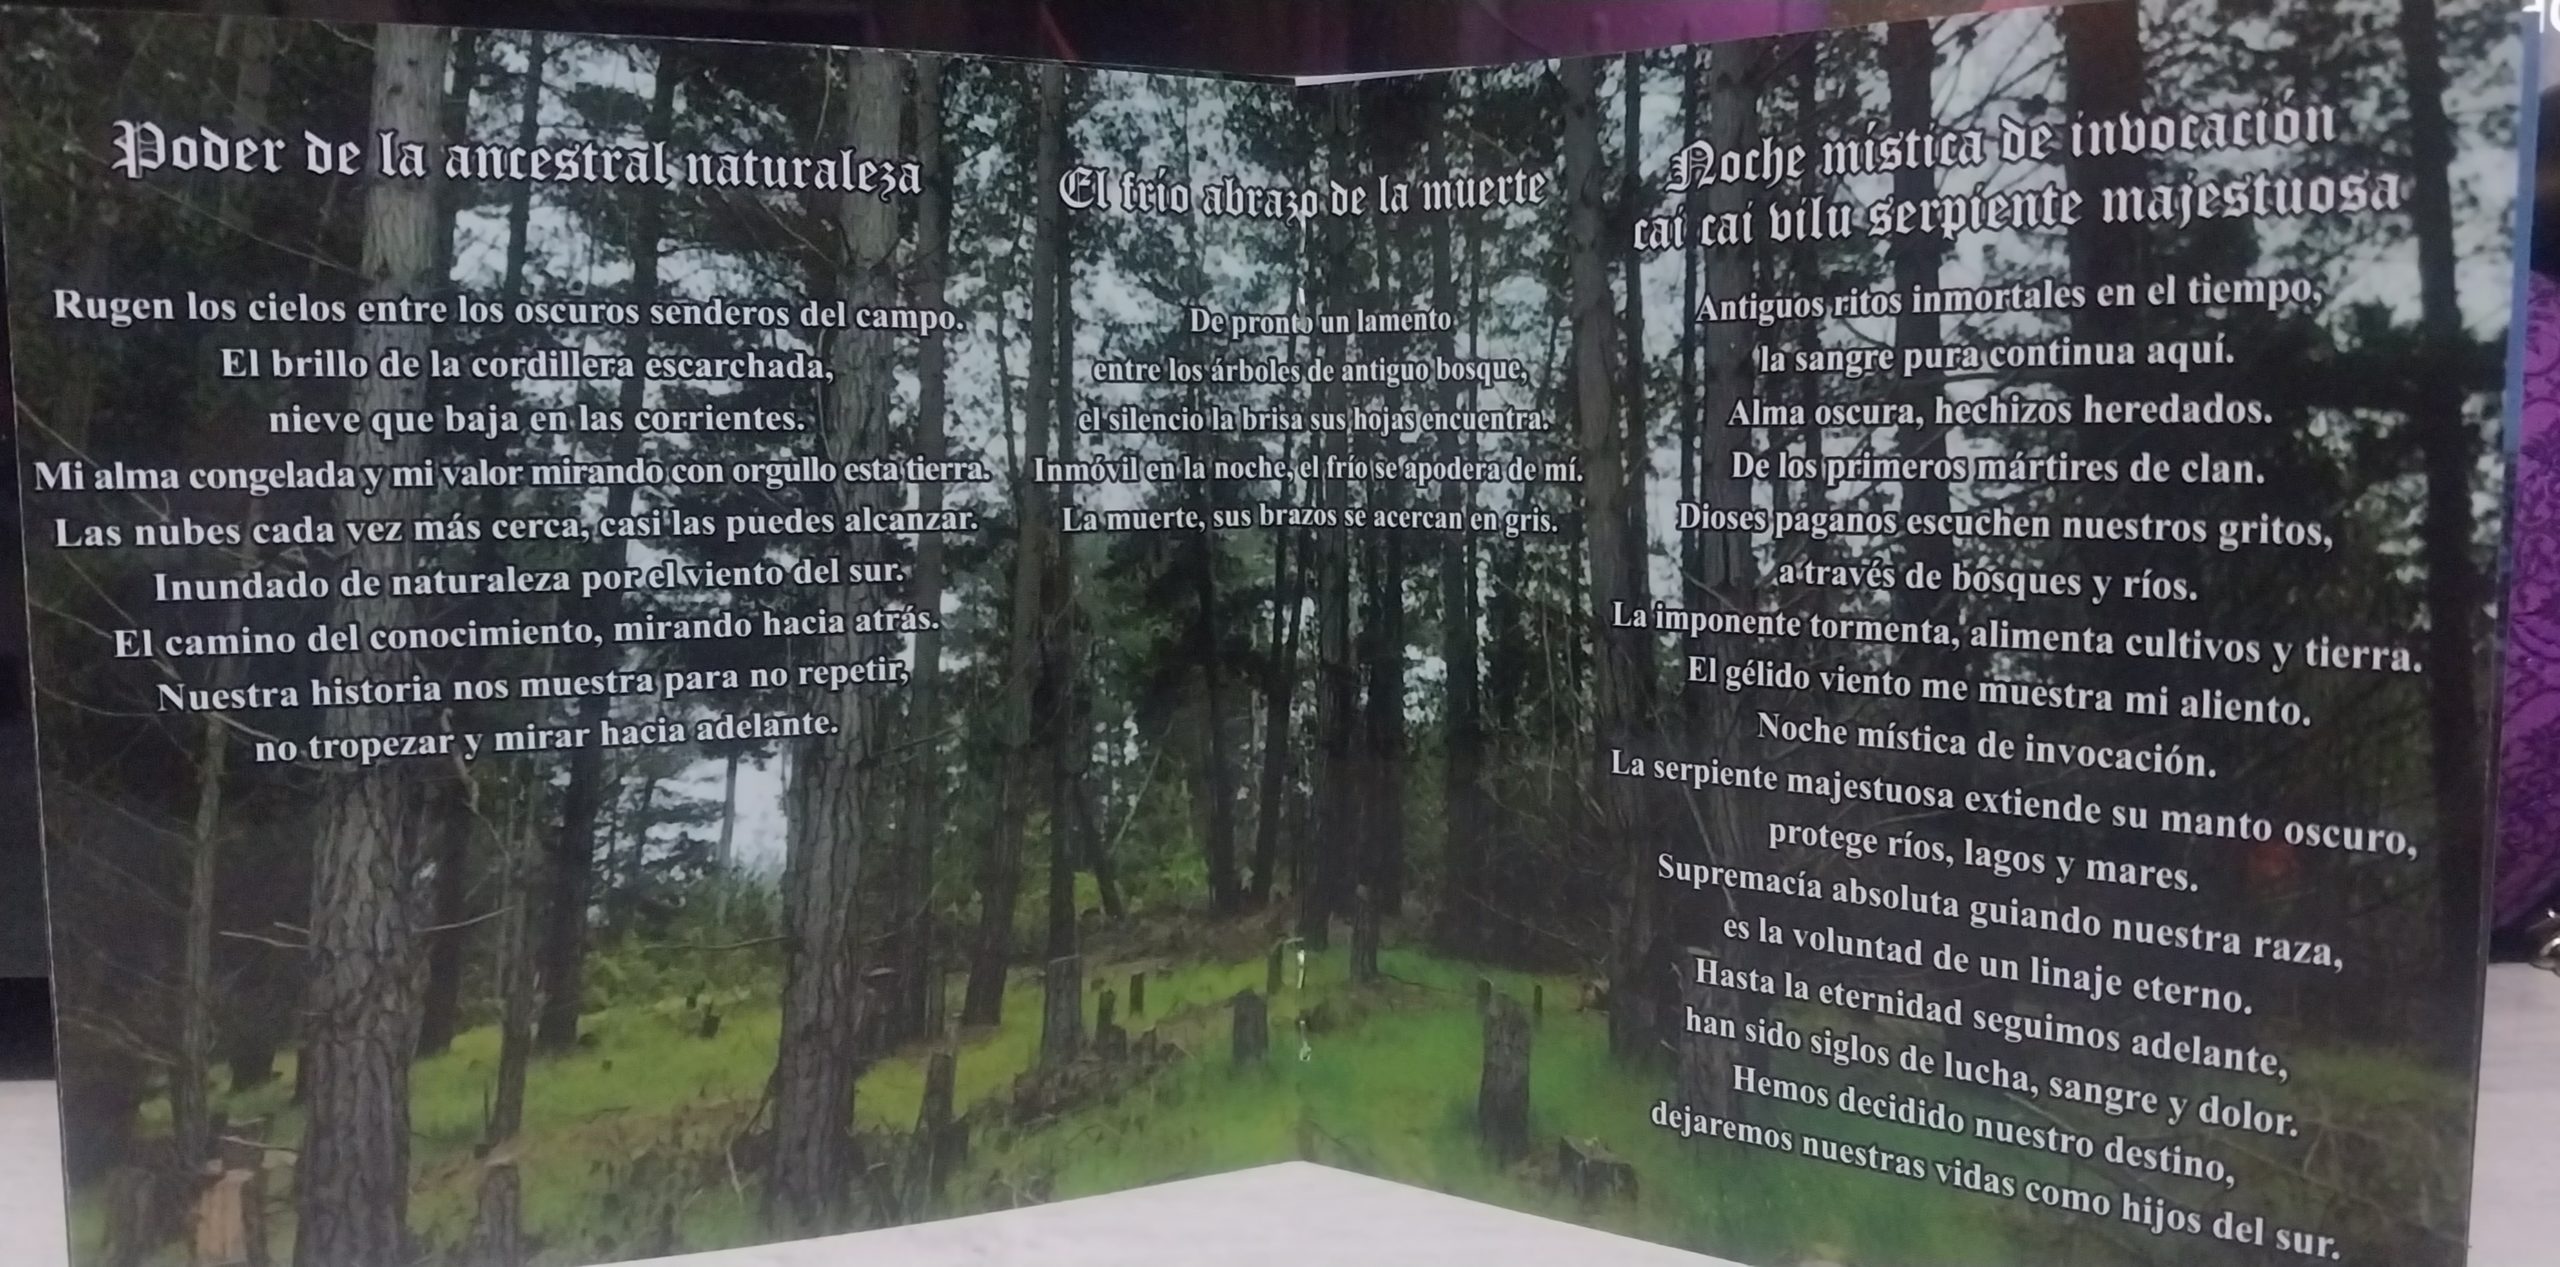 Poder de la ancestral naturaleza
Rugen los cielos entre los oscuros senderos del campo.
El brillo de la cordillera escarchada,
nieve que baja en las corrientes.
Mi alma congelada y mi valor mirando con orgullo esta tierra.
Las nubes cada vez más cerca, casi las puedes alcanzar.
Inundado de naturaleza por el viento del sur.
El camino del conocimiento, mirando hacia atrás.
Nuestra historia nos muestra para no repetir,
no tropezar y mirar hacia adelante.
El frío abrazo de la muerte
De pronto un lamento
entre los árboles de antiguo bosque,
el silencio la brisa sus hojas encuentra.
Inmóvil en la noche, el frío se apodera de mí.
La muerte, sus brazos se acercan en gris.
Noche mística de invocación
cai cai vilu serpiente majestuosa
Antiguos ritos inmortales en el tiempo,
la sangre pura continua aquí.
Alma oscura, hechizos heredados.
De los primeros mártires de clan.
Dioses paganos escuchen nuestros gritos,
a través de bosques y ríos.
La imponente tormenta, alimenta cultivos y tierra.
El gélido viento me muestra mi aliento.
Noche mística de invocación.
La serpiente majestuosa extiende su manto oscuro,
protege ríos, lagos y mares.
Supremacía absoluta guiando nuestra raza,
es la voluntad de un linaje eterno.
Hasta la eternidad seguimos adelante,
han sido siglos de lucha, sangre y dolor.
Hemos decidido nuestro destino,
dejaremos nuestras vidas como hijos del sur.